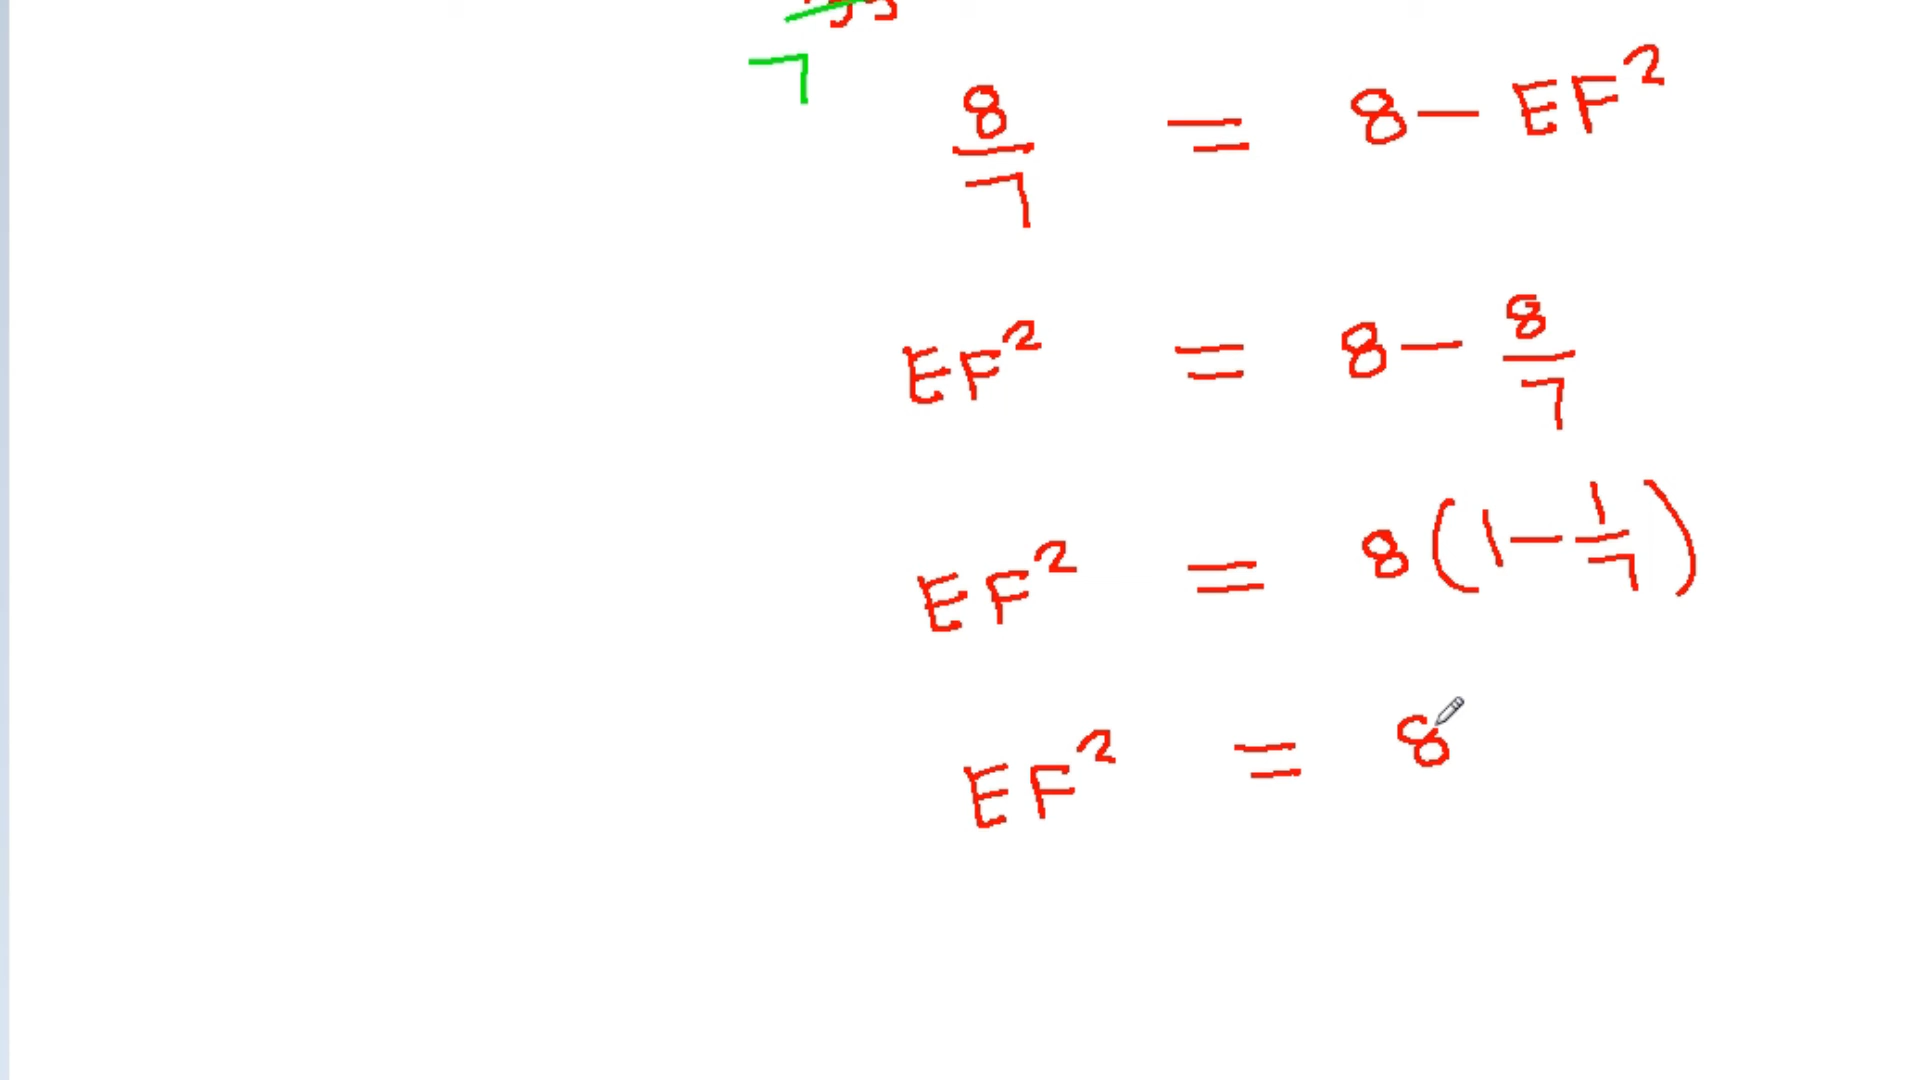 7
8/7 = 8 - EF²
EF² = 8 - 8/7
EF² = 8(1 - 1/7)
EF² = 8